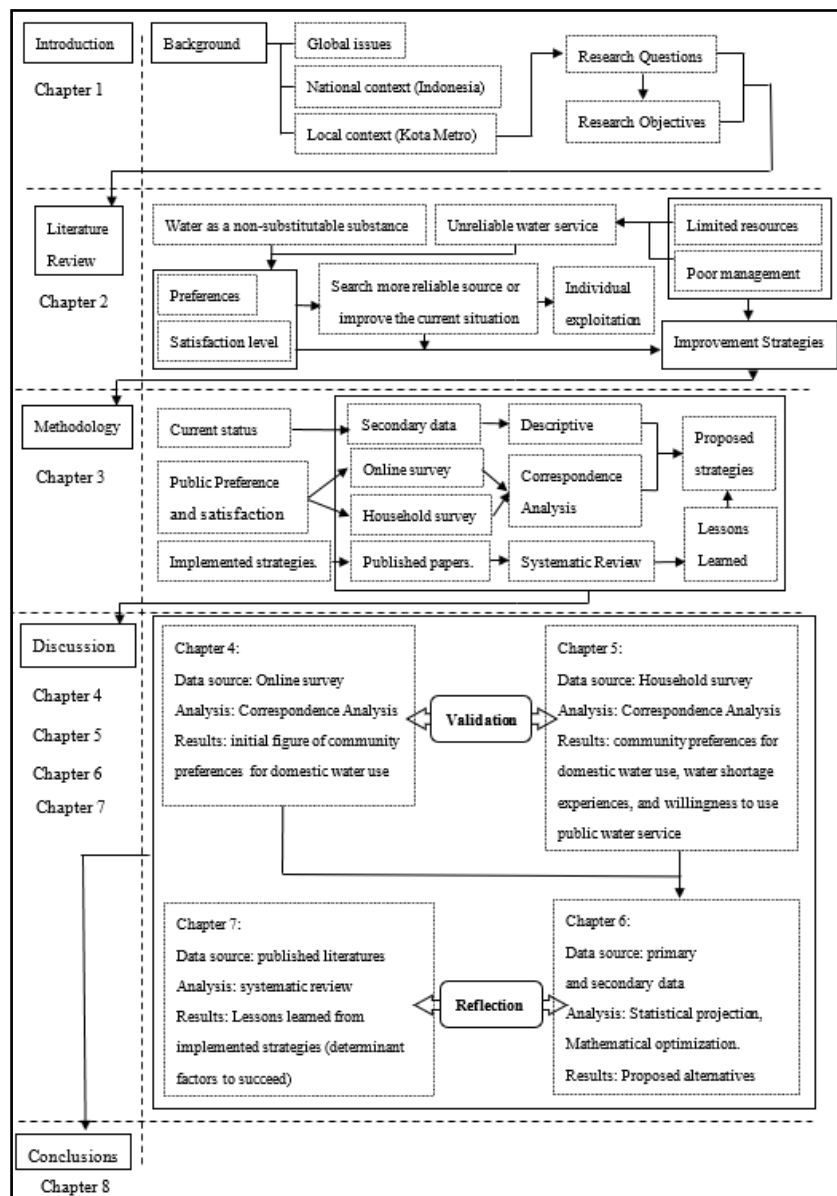 Introduction
Chapter 1
Background
Global issues
National context (Indonesia)
Local context (Kota Metro)
Research Questions
Research Objectives
Literature
Review
Chapter 2
Water as a non-substitutable substance
Unreliable water service
Limited resources
Poor management
Preferences
Satisfaction level
Search more reliable source or
improve the current situation
Individual
exploitation
Improvement Strategies
Methodology
Chapter 3
Current status
Public Preference
and satisfaction
Implemented strategies.
Secondary data
Online survey
Household survey
Published papers.
Descriptive
Correspondence
Analysis
Systematic Review
Proposed
strategies
Lessons
Learned
Discussion
Chapter 4
Chapter 5
Chapter 6
Chapter 7
Chapter 4:
Data source: Online survey
Analysis: Correspondence Analysis
Results: initial figure of community
preferences for domestic water use
Validation
Chapter 5:
Data source: Household survey
Analysis: Correspondence Analysis
Results: community preferences for
domestic water use, water shortage
experiences, and willingness to use
public water service
Chapter 7:
Data source: published literatures
Analysis: systematic review
Results: Lessons learned from
implemented strategies (determinant
factors to succeed)
Reflection
Chapter 6:
Data source: primary
and secondary data
Analysis: Statistical projection,
Mathematical optimization.
Results: Proposed alternatives
Conclusions
Chapter 8